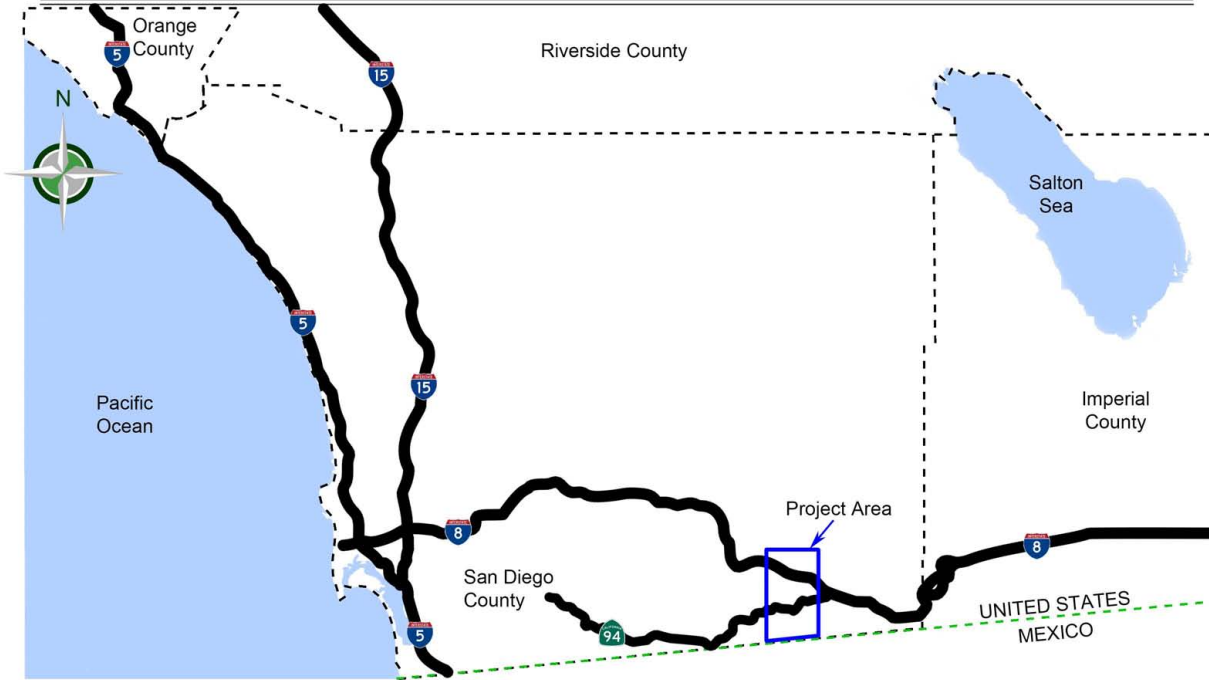 Orange
County
5
15
Riverside County
N
Salton
Sea
5
15
Pacific
Ocean
Imperial
County
Project Area
8
8
San Diego
County
94
5
UNITED STATES
MEXICO